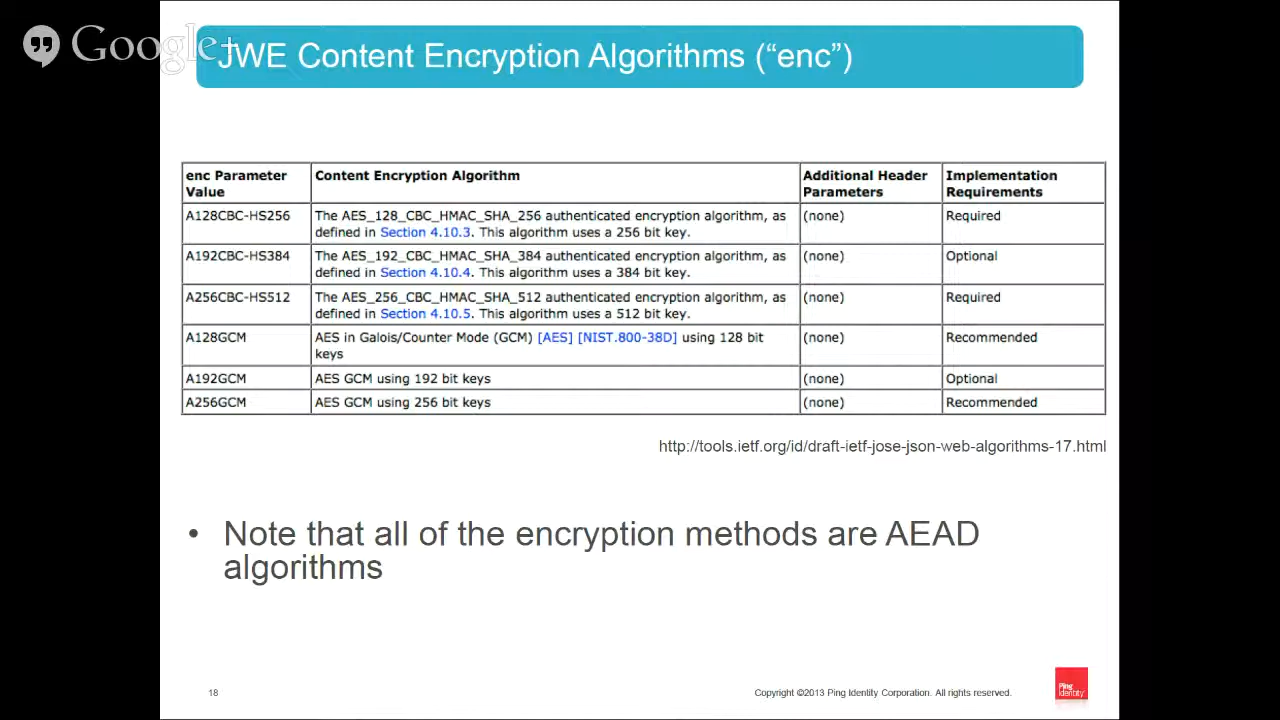 Google+
JWE Content Encryption Algorithms (“enc”)
enc Parameter Value Content Encryption Algorithm Additional Header Parameters Implementation Requirements
A128CBC-HS256 The AES_128_CBC_HMAC_SHA_256 authenticated encryption algorithm, as (none) Required
defined in Section 4.10.3. This algorithm uses a 256 bit key.
A192CBC-HS384 The AES_192_CBC_HMAC_SHA_384 authenticated encryption algorithm, as (none) Optional
defined in Section 4.10.4. This algorithm uses a 384 bit key.
A256CBC-HS512 The AES_256_CBC_HMAC_SHA_512 authenticated encryption algorithm, as (none) Required
defined in Section 4.10.5. This algorithm uses a 512 bit key.
A128GCM AES in Galois/Counter Mode (GCM) [AES] [NIST.800-38D] using 128 bit (none) Recommended
keys
A192GCM AES GCM using 192 bit keys (none) Optional
A256GCM AES GCM using 256 bit keys (none) Recommended
http://tools.ietf.org/id/draft-ietf-jose-json-web-algorithms-17.html
• Note that all of the encryption methods are AEAD
algorithms
18 Copyright ©2013 Ping Identity Corporation. All rights reserved.
Ping
Identity